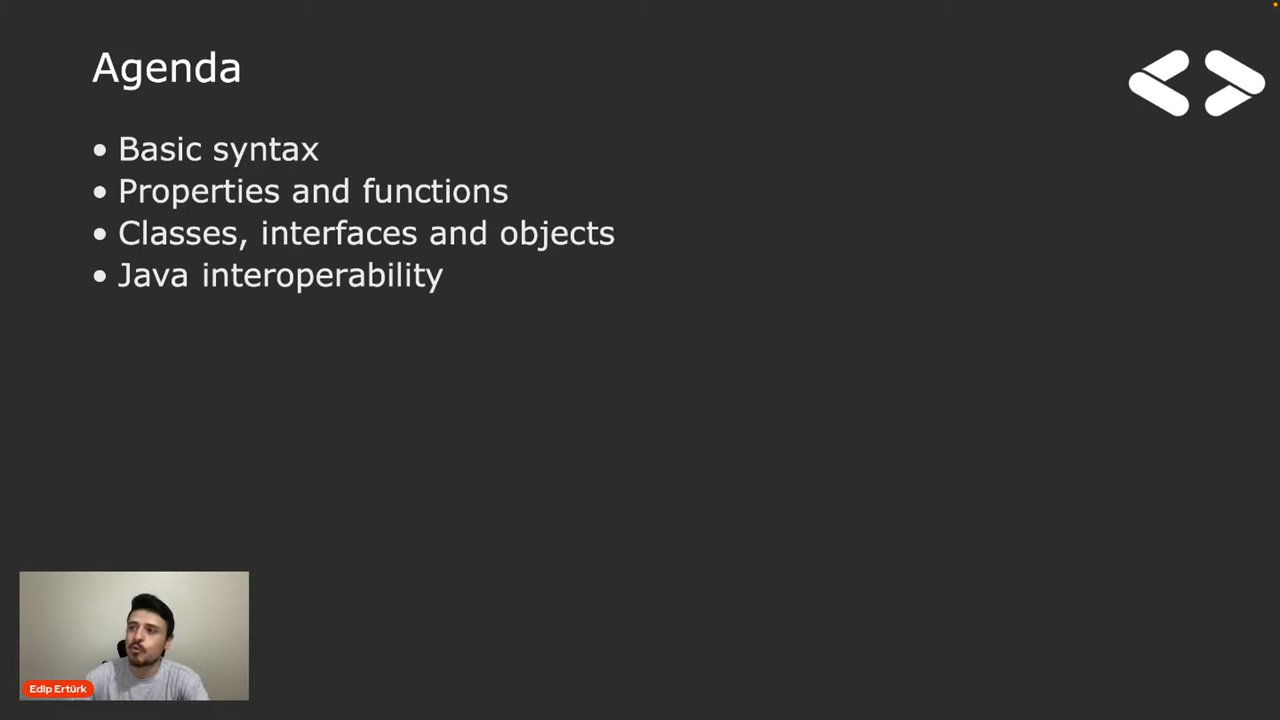 Agenda
• Basic syntax
• Properties and functions
• Classes, interfaces and objects
• Java interoperability
Edip Ertürk